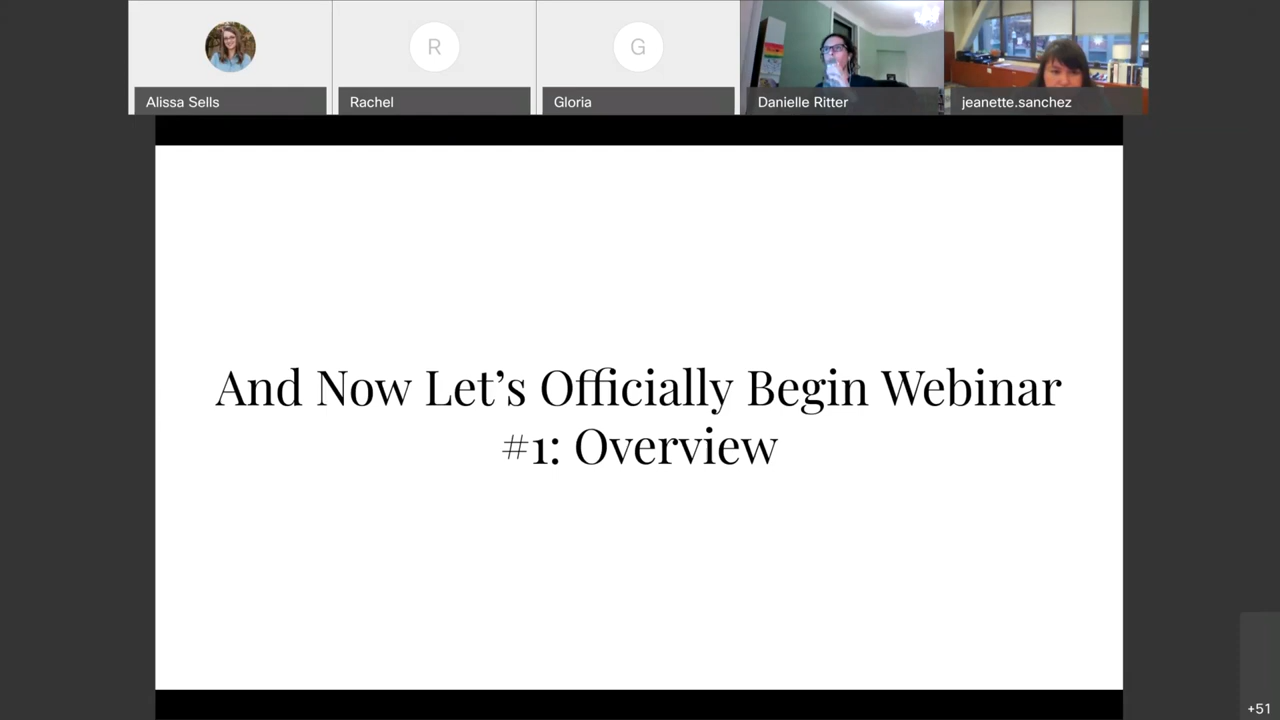 R
G
Alissa Sells
Rachel
Gloria
Danielle Ritter
jeanette.sanchez
And Now Let’s Officially Begin Webinar
#1: Overview
+51